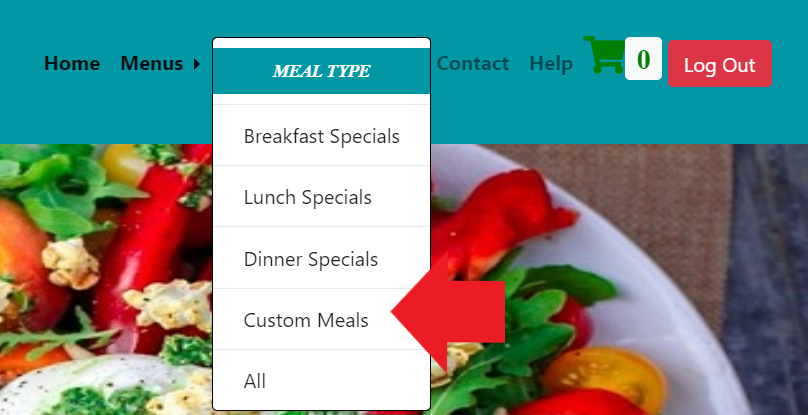 Home Menus Contact Help 0 Log Out
MEAL TYPE
Breakfast Specials
Lunch Specials
Dinner Specials
Custom Meals
All